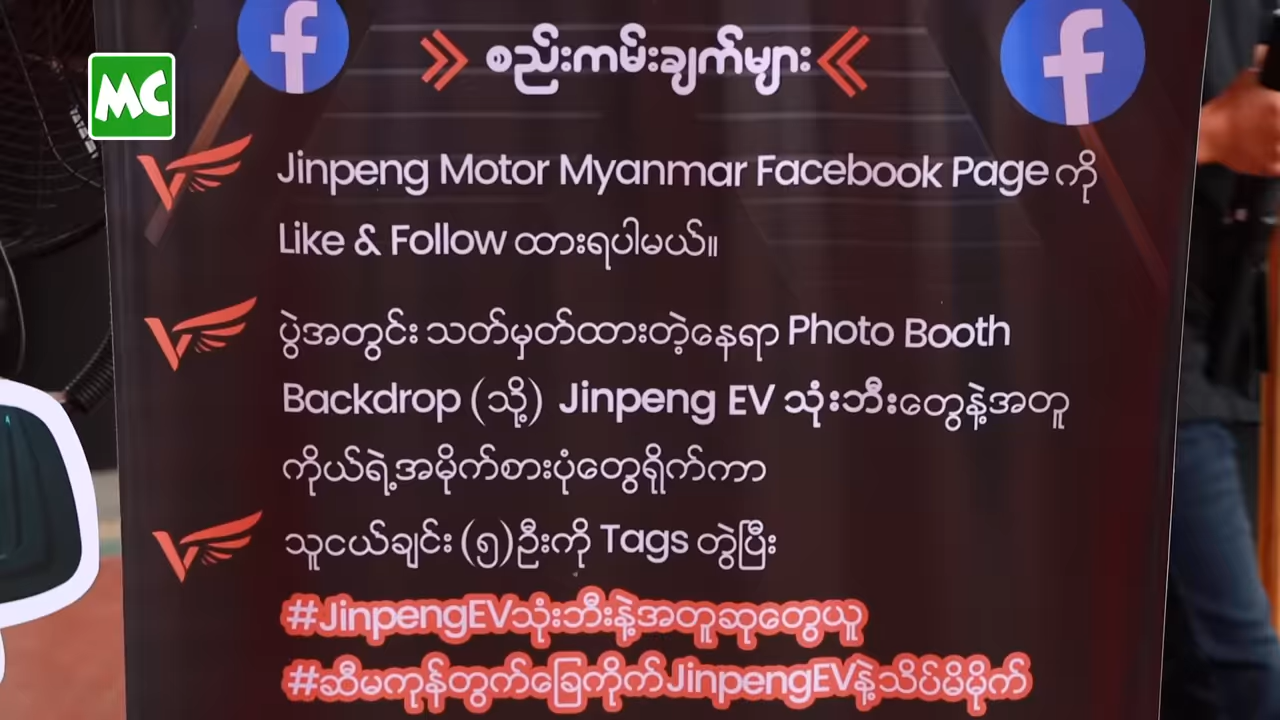 MC
စည်းကမ်းချက်များ
Jinpeng Motor Myanmar Facebook Page ကို
Like & Follow ထားရပါမယ်။
ပွဲအတွင်း သတ်မှတ်ထားတဲ့နေရာ Photo Booth
Backdrop (သို့) Jinpeng EV သုံးဘီးတွေနဲ့အတူ
ကိုယ်ရဲ့အမိုက်စားပုံတွေရိုက်ကာ
သူငယ်ချင်း (၅)ဦးကို Tags တွဲပြီး
#JinpengEVသုံးဘီးနဲ့အတူဆုတွေယူ
#ဆီမကုန်တွက်ခြေကိုက်JinpengEVနဲ့သိပ်မိမိုက်